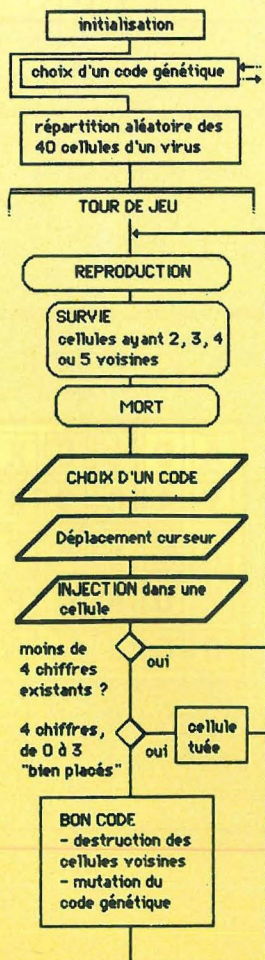 initialisation
choix d'un code génétique
répartition aléatoire des
40 cellules d'un virus
TOUR DE JEU
REPRODUCTION
SURVIE
cellules ayant 2, 3, 4
ou 5 voisines
MORT
CHOIX D'UN CODE
Déplacement curseur
INJECTION dans une
cellule
moins de
4 chiffres
existants ?
oui
4 chiffres,
de 0 à 3
"bien placés"
oui
cellule
tuée
BON CODE
- destruction des
cellules voisines
- mutation du
code génétique